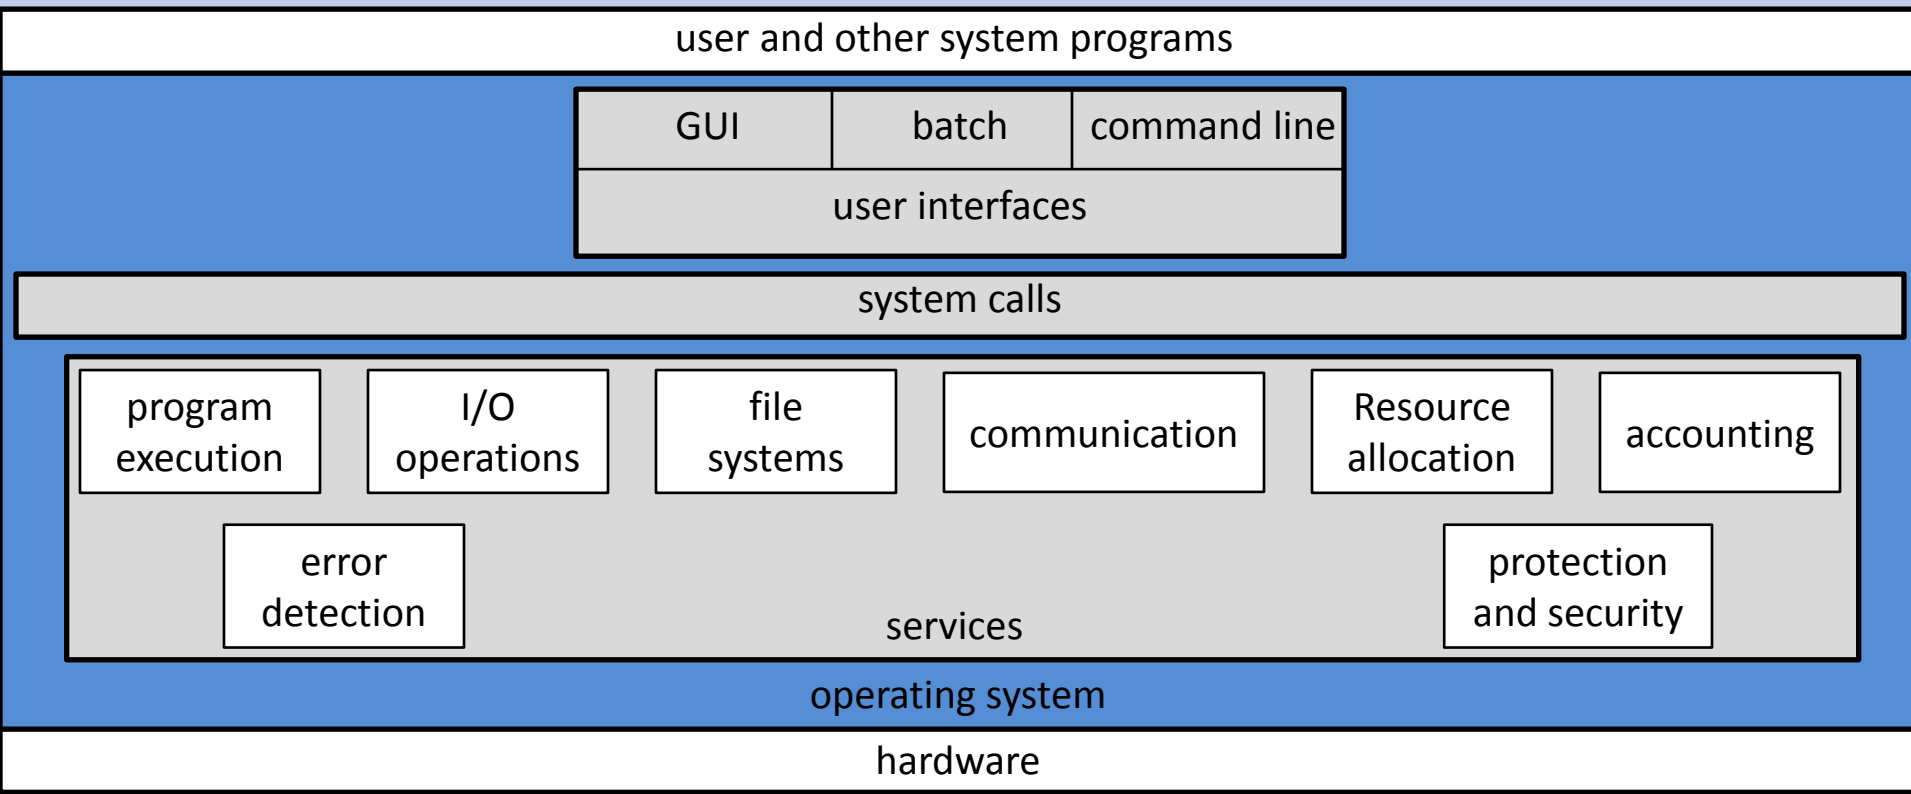 user and other system programs
GUI
batch
command line
user interfaces
system calls
program
execution
I/O
operations
file
systems
communication
Resource
allocation
accounting
error
detection
protection
and security
services
operating system
hardware